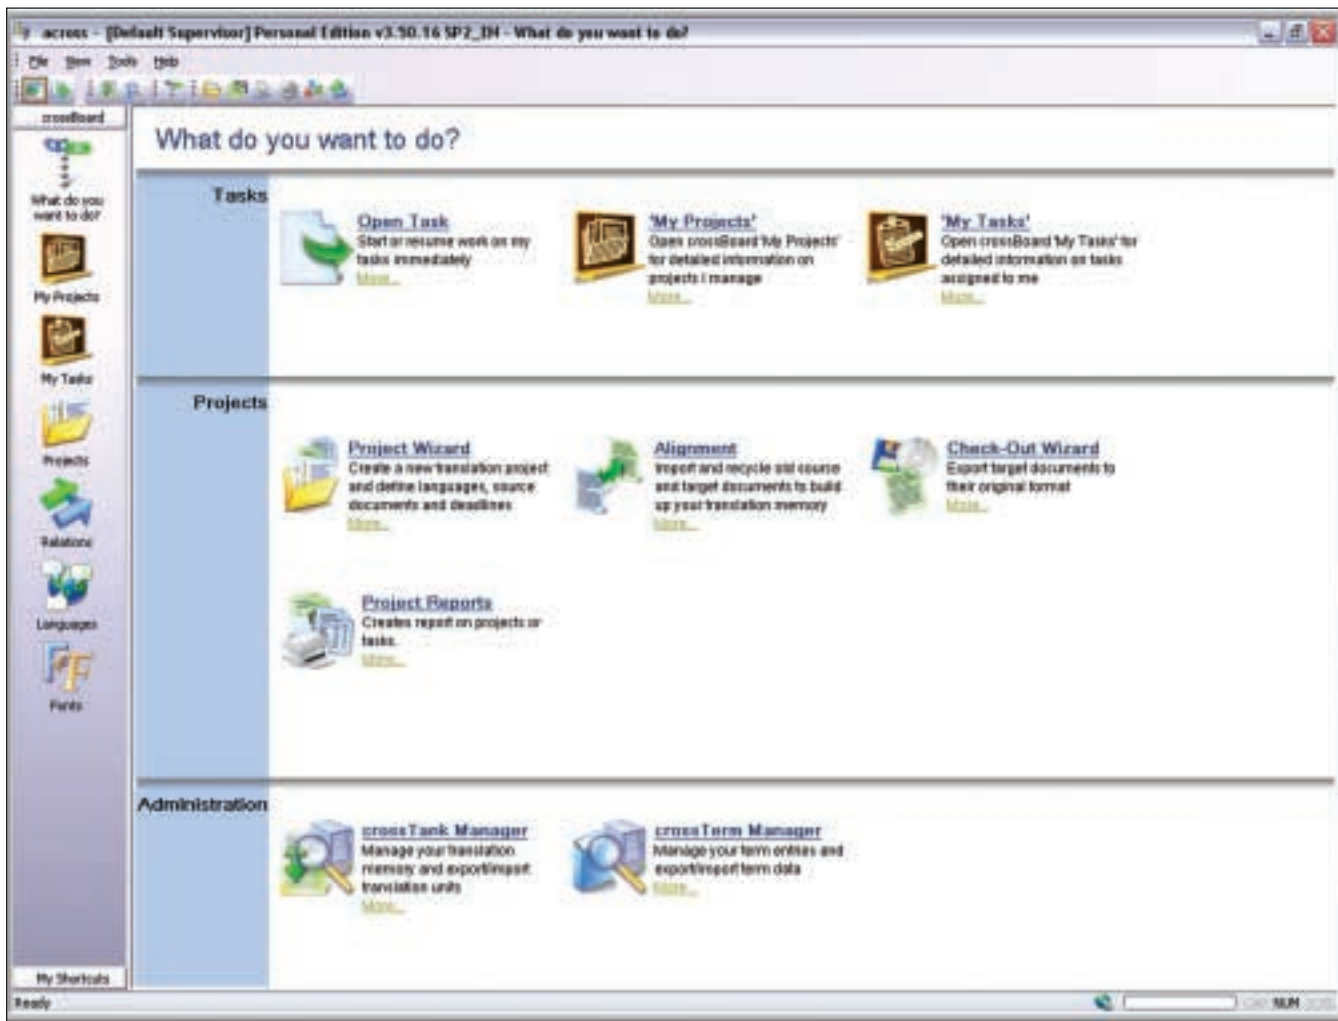 across - [Default Supervisor] Personal Edition v3.50.16 SP2_IH - What do you want to do?
File View Tools Help
crossBoard
What do you
want to do?
My Projects
My Tasks
Projects
Relations
Languages
Fonts
My Shortcuts
What do you want to do?
Tasks
Open Task
Start or resume work on my
tasks immediately
More...
'My Projects'
Open crossBoard 'My Projects'
for detailed information on
projects I manage
More...
'My Tasks'
Open crossBoard 'My Tasks' for
detailed information on tasks
assigned to me
More...
Projects
Project Wizard
Create a new translation project
and define languages, source
documents and deadlines
More...
Alignment
Import and recycle old source
and target documents to build
up your translation memory
More...
Check-Out Wizard
Export target documents to
their original format
More...
Project Reports
Creates report on projects or
tasks.
More...
Administration
crossTank Manager
Manage your translation
memory and export/import
translation units
More...
crossTerm Manager
Manage your term entries and
export/import term data
More...
Ready
NUM